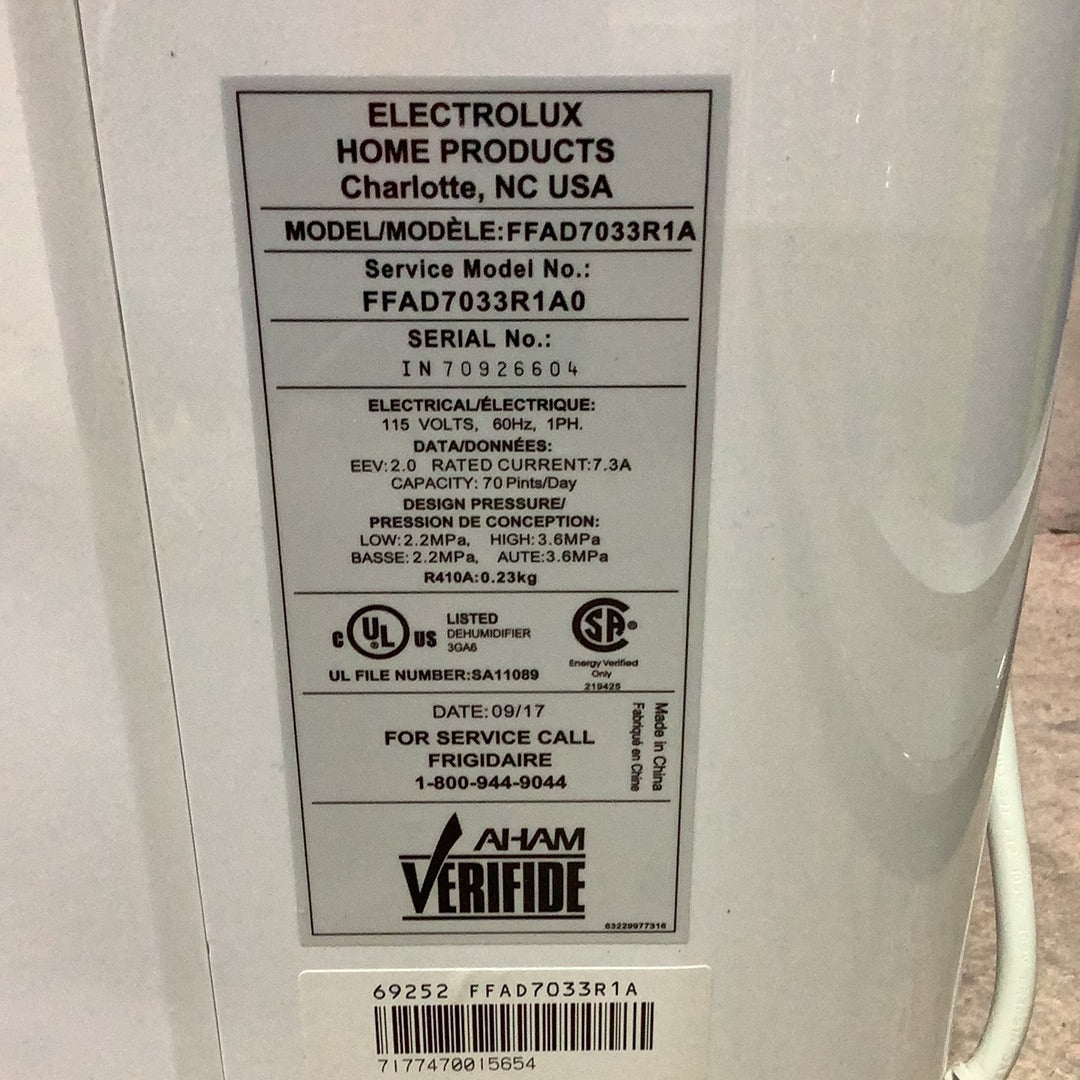 ELECTROLUX
HOME PRODUCTS
Charlotte, NC USA
MODEL/MODÈLE:FFAD7033R1A
Service Model No.:
FFAD7033R1A0
SERIAL No.:
IN70926604
ELECTRICAL/ÉLECTRIQUE:
115 VOLTS, 60Hz, 1PH.
DATA/DONNÉES:
EEV:2.0 RATED CURRENT:7.3A
CAPACITY: 70 Pints/Day
DESIGN PRESSURE/
PRESSION DE CONCEPTION:
LOW:2.2MPa, HIGH:3.6MPa
BASSE:2.2MPa, AUTE:3.6MPa
R410A:0.23kg
C UL US
®
LISTED
DEHUMIDIFIER
3GA6
UL FILE NUMBER:SA11089
SA®
Energy Verified
Only
219425
DATE:09/17
FOR SERVICE CALL
FRIGIDAIRE
1-800-944-9044
Made in China
Fabriqué en Chine
AHAM
VERIFIDE
63229977316
69252 FFAD7033R1A
7177470015654